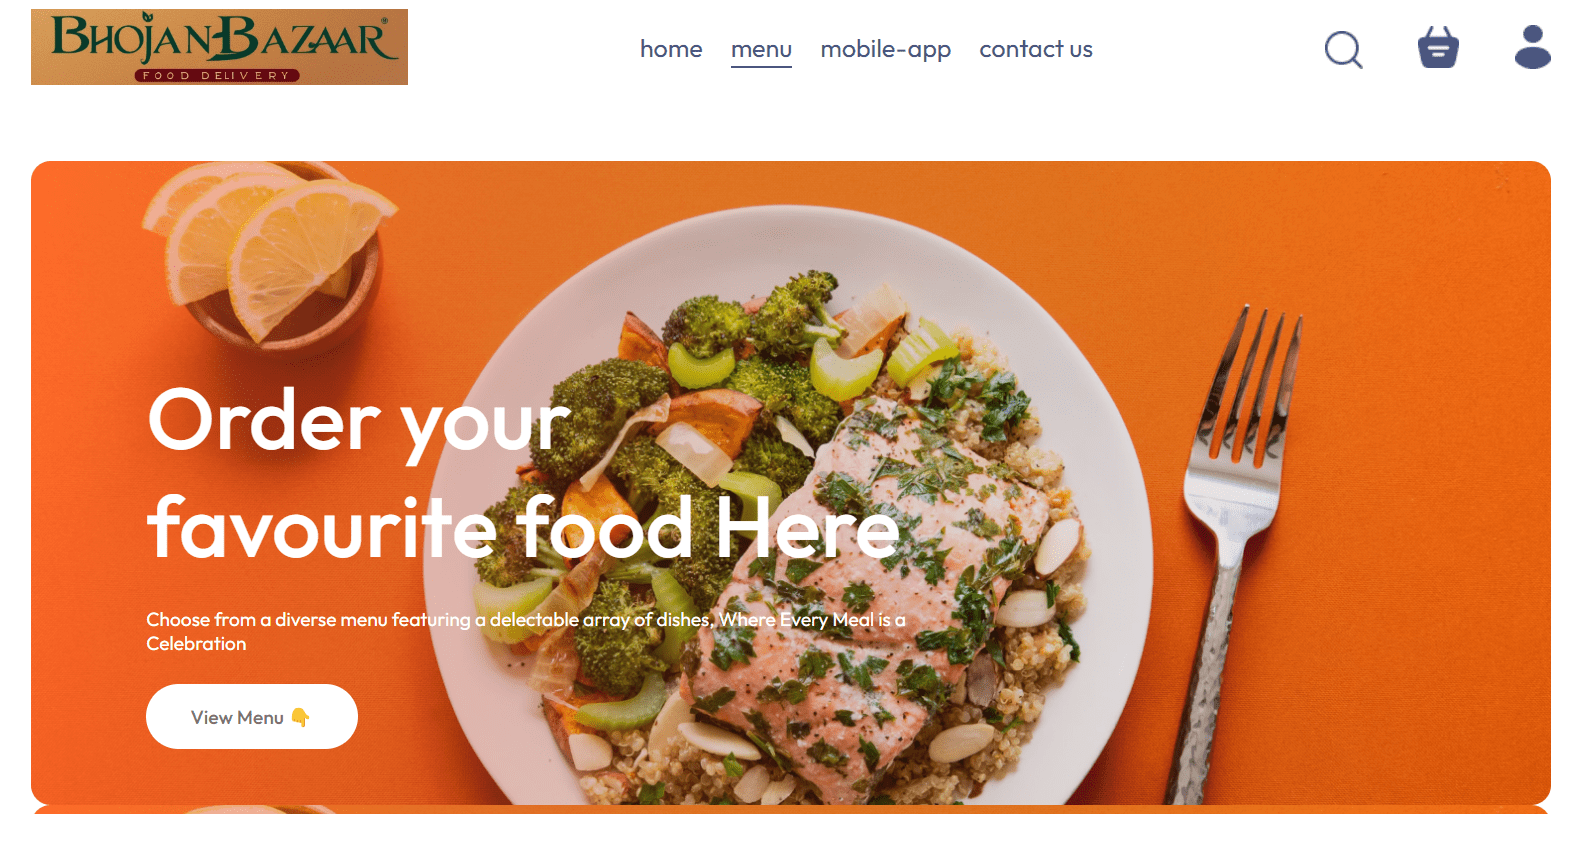 BHOJANBAZAAR®
FOOD DELIVERY
home menu mobile-app contact us
Order your
favourite food Here
Choose from a diverse menu featuring a delectable array of dishes, Where Every Meal is a
Celebration
View Menu 👇